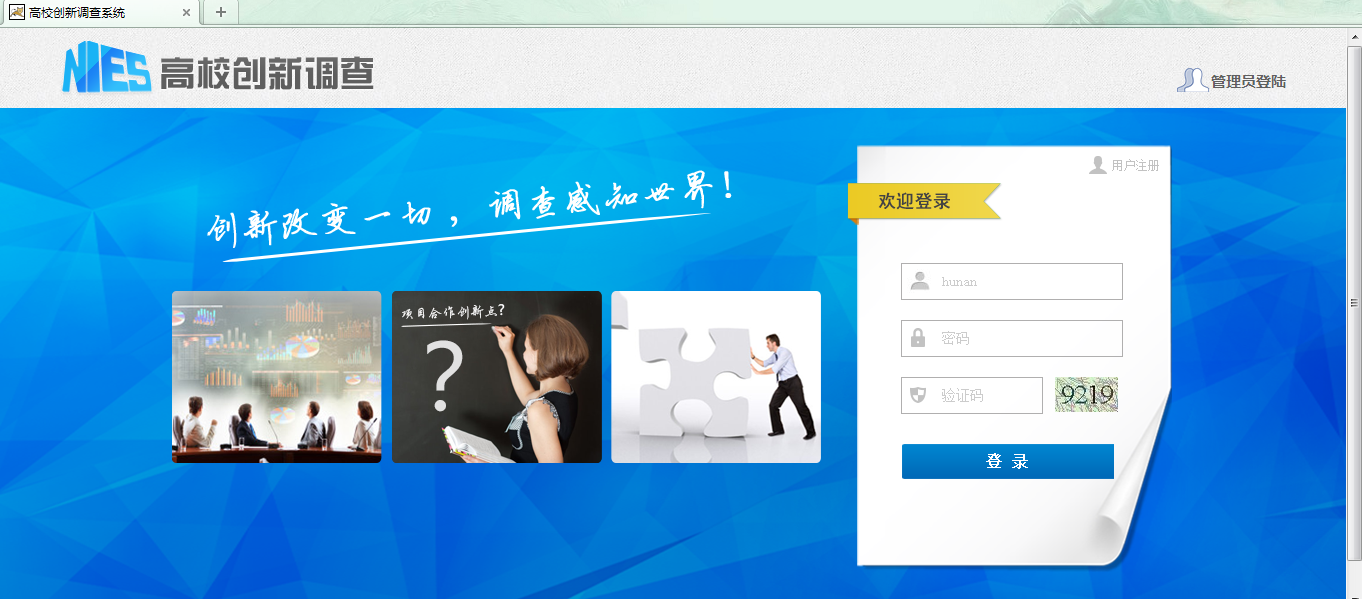 高校创新调查系统
NIES 高校创新调查
管理员登陆
用户注册
欢迎登录
创新改变一切，调查感知世界！
项目合作创新点？
?
hunan
密码
验证码
9219
登 录